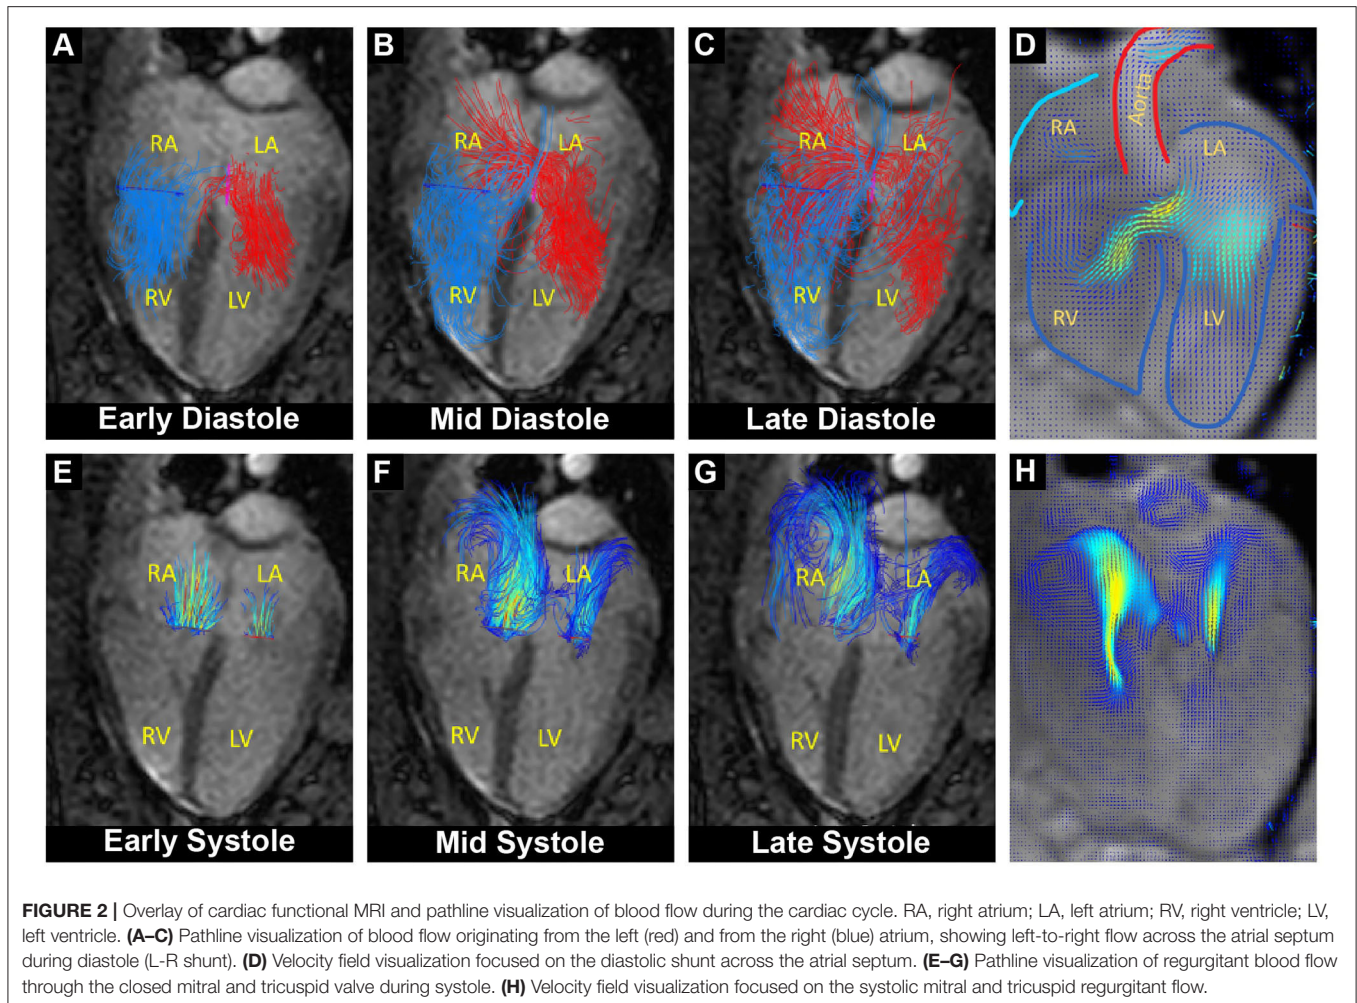 A
RA
LA
RV
LV
Early Diastole
B
RA
LA
RV
LV
Mid Diastole
C
RA
LA
RV
LV
Late Diastole
D
Aorta
RA
LA
RV
LV
E
RA
LA
RV
LV
Early Systole
F
RA
LA
RV
LV
Mid Systole
G
RA
LA
RV
LV
Late Systole
H
FIGURE 2 | Overlay of cardiac functional MRI and pathline visualization of blood flow during the cardiac cycle. RA, right atrium; LA, left atrium; RV, right ventricle; LV,
left ventricle. (A–C) Pathline visualization of blood flow originating from the left (red) and from the right (blue) atrium, showing left-to-right flow across the atrial septum
during diastole (L-R shunt). (D) Velocity field visualization focused on the diastolic shunt across the atrial septum. (E–G) Pathline visualization of regurgitant blood flow
through the closed mitral and tricuspid valve during systole. (H) Velocity field visualization focused on the systolic mitral and tricuspid regurgitant flow.